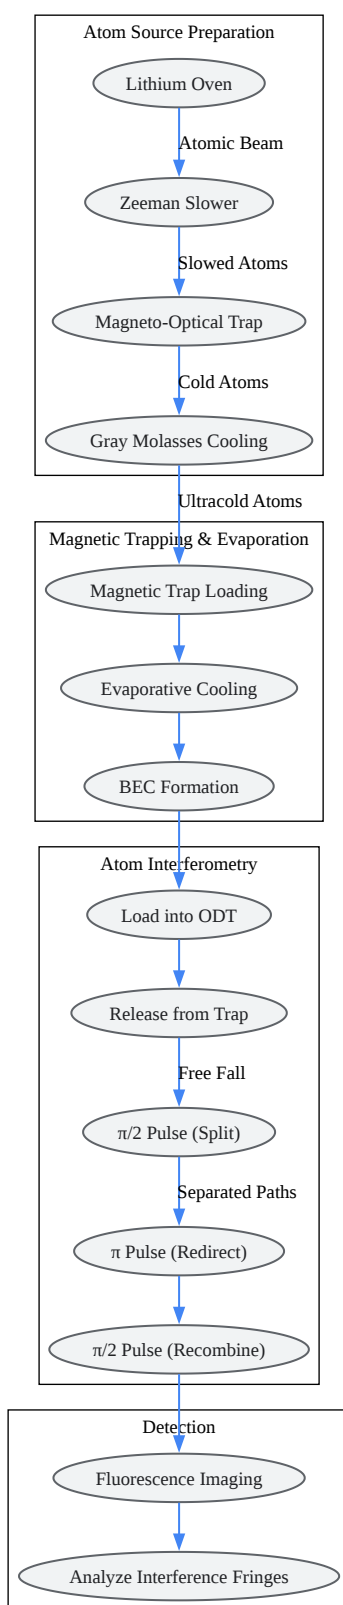 Atom Source Preparation
Lithium Oven
Atomic Beam
Zeeman Slower
Slowed Atoms
Magneto-Optical Trap
Cold Atoms
Gray Molasses Cooling
Ultracold Atoms
Magnetic Trapping & Evaporation
Magnetic Trap Loading
Evaporative Cooling
BEC Formation
Atom Interferometry
Load into ODT
Release from Trap
Free Fall
π/2 Pulse (Split)
Separated Paths
π Pulse (Redirect)
π/2 Pulse (Recombine)
Detection
Fluorescence Imaging
Analyze Interference Fringes